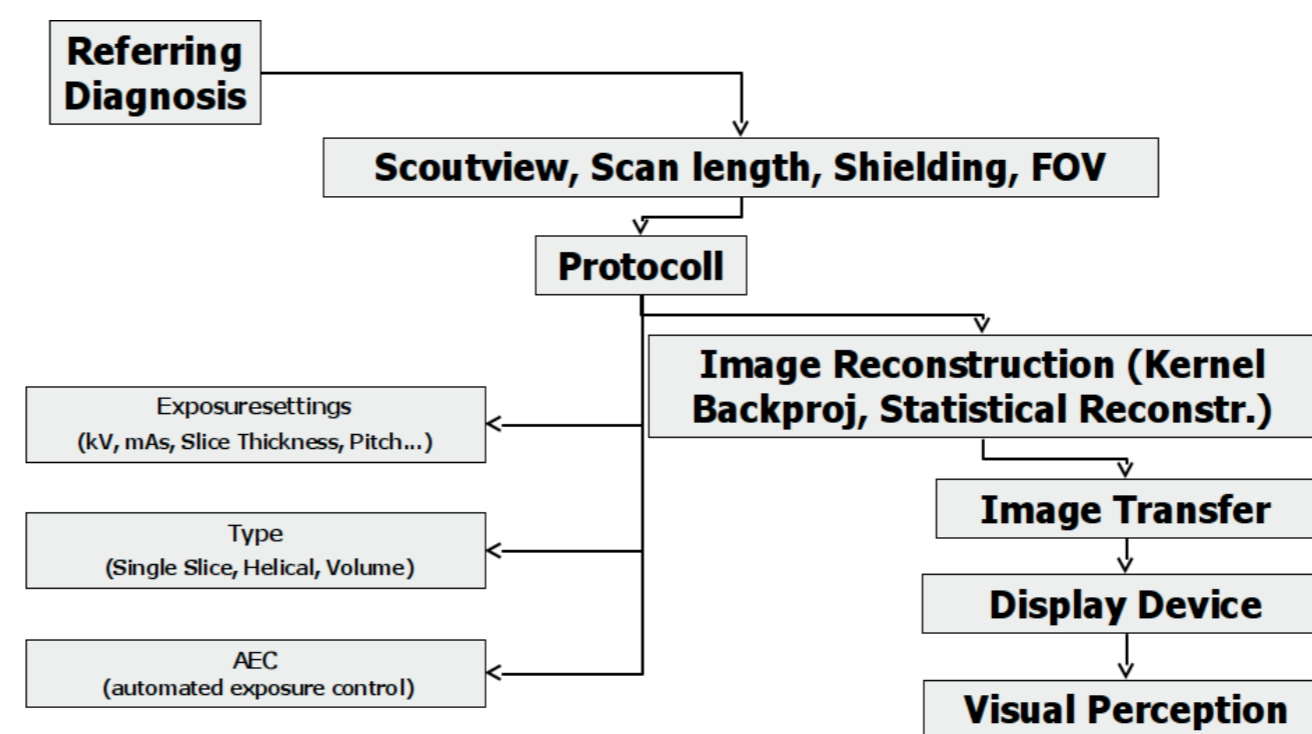 Referring
Diagnosis
Scoutview, Scan length, Shielding, FOV
Protocoll
Image Reconstruction (Kernel
Backproj, Statistical Reconstr.)
Exposuresettings
(kV, mAs, Slice Thickness, Pitch...)
Type
(Single Slice, Helical, Volume)
AEC
(automated exposure control)
Image Transfer
Display Device
Visual Perception